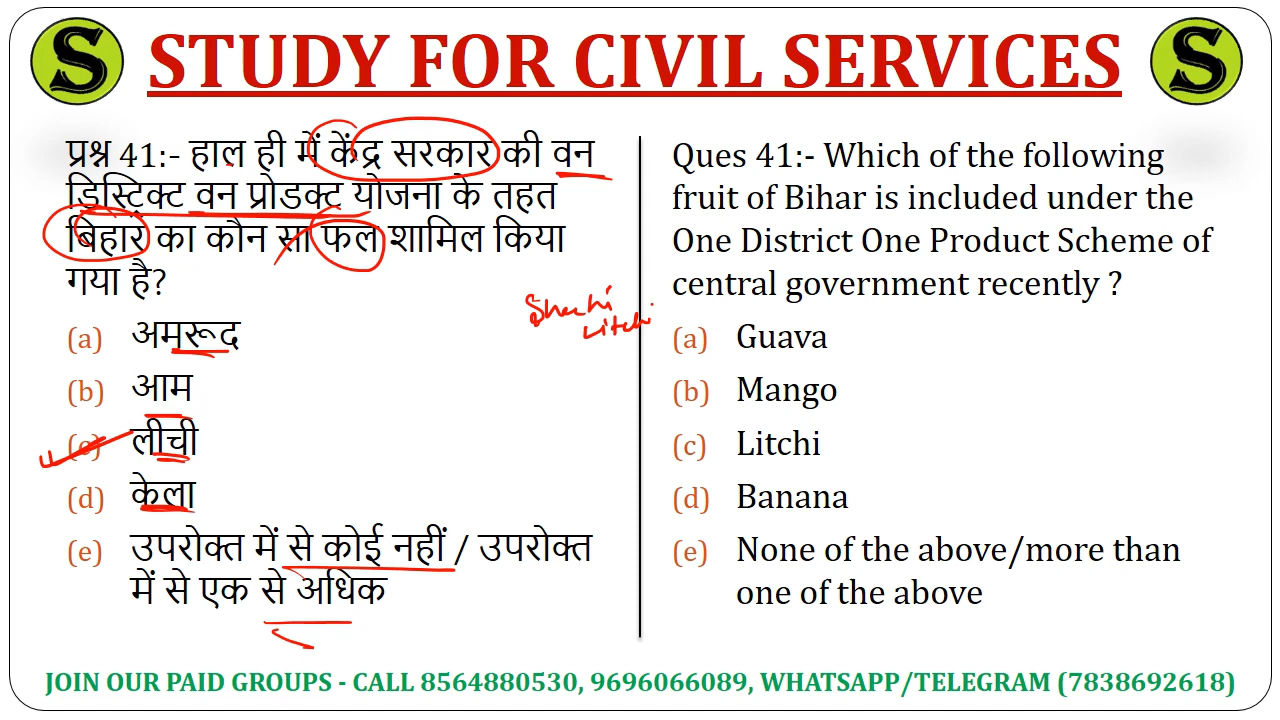 S
STUDY FOR CIVIL SERVICES
S
प्रश्न 41:- हाल ही में केंद्र सरकार की वन
डिस्ट्रिक्ट वन प्रोडक्ट योजना के तहत
बिहार का कौन सा फल शामिल किया
गया है?
(a) अमरूद
(b) आम
(c) लीची
(d) केला
(e) उपरोक्त में से कोई नहीं / उपरोक्त
में से एक से अधिक
Shachi
Litchi
Ques 41:- Which of the following
fruit of Bihar is included under the
One District One Product Scheme of
central government recently ?
(a) Guava
(b) Mango
(c) Litchi
(d) Banana
(e) None of the above/more than
one of the above
JOIN OUR PAID GROUPS - CALL 8564880530, 9696066089, WHATSAPP/TELEGRAM (7838692618)